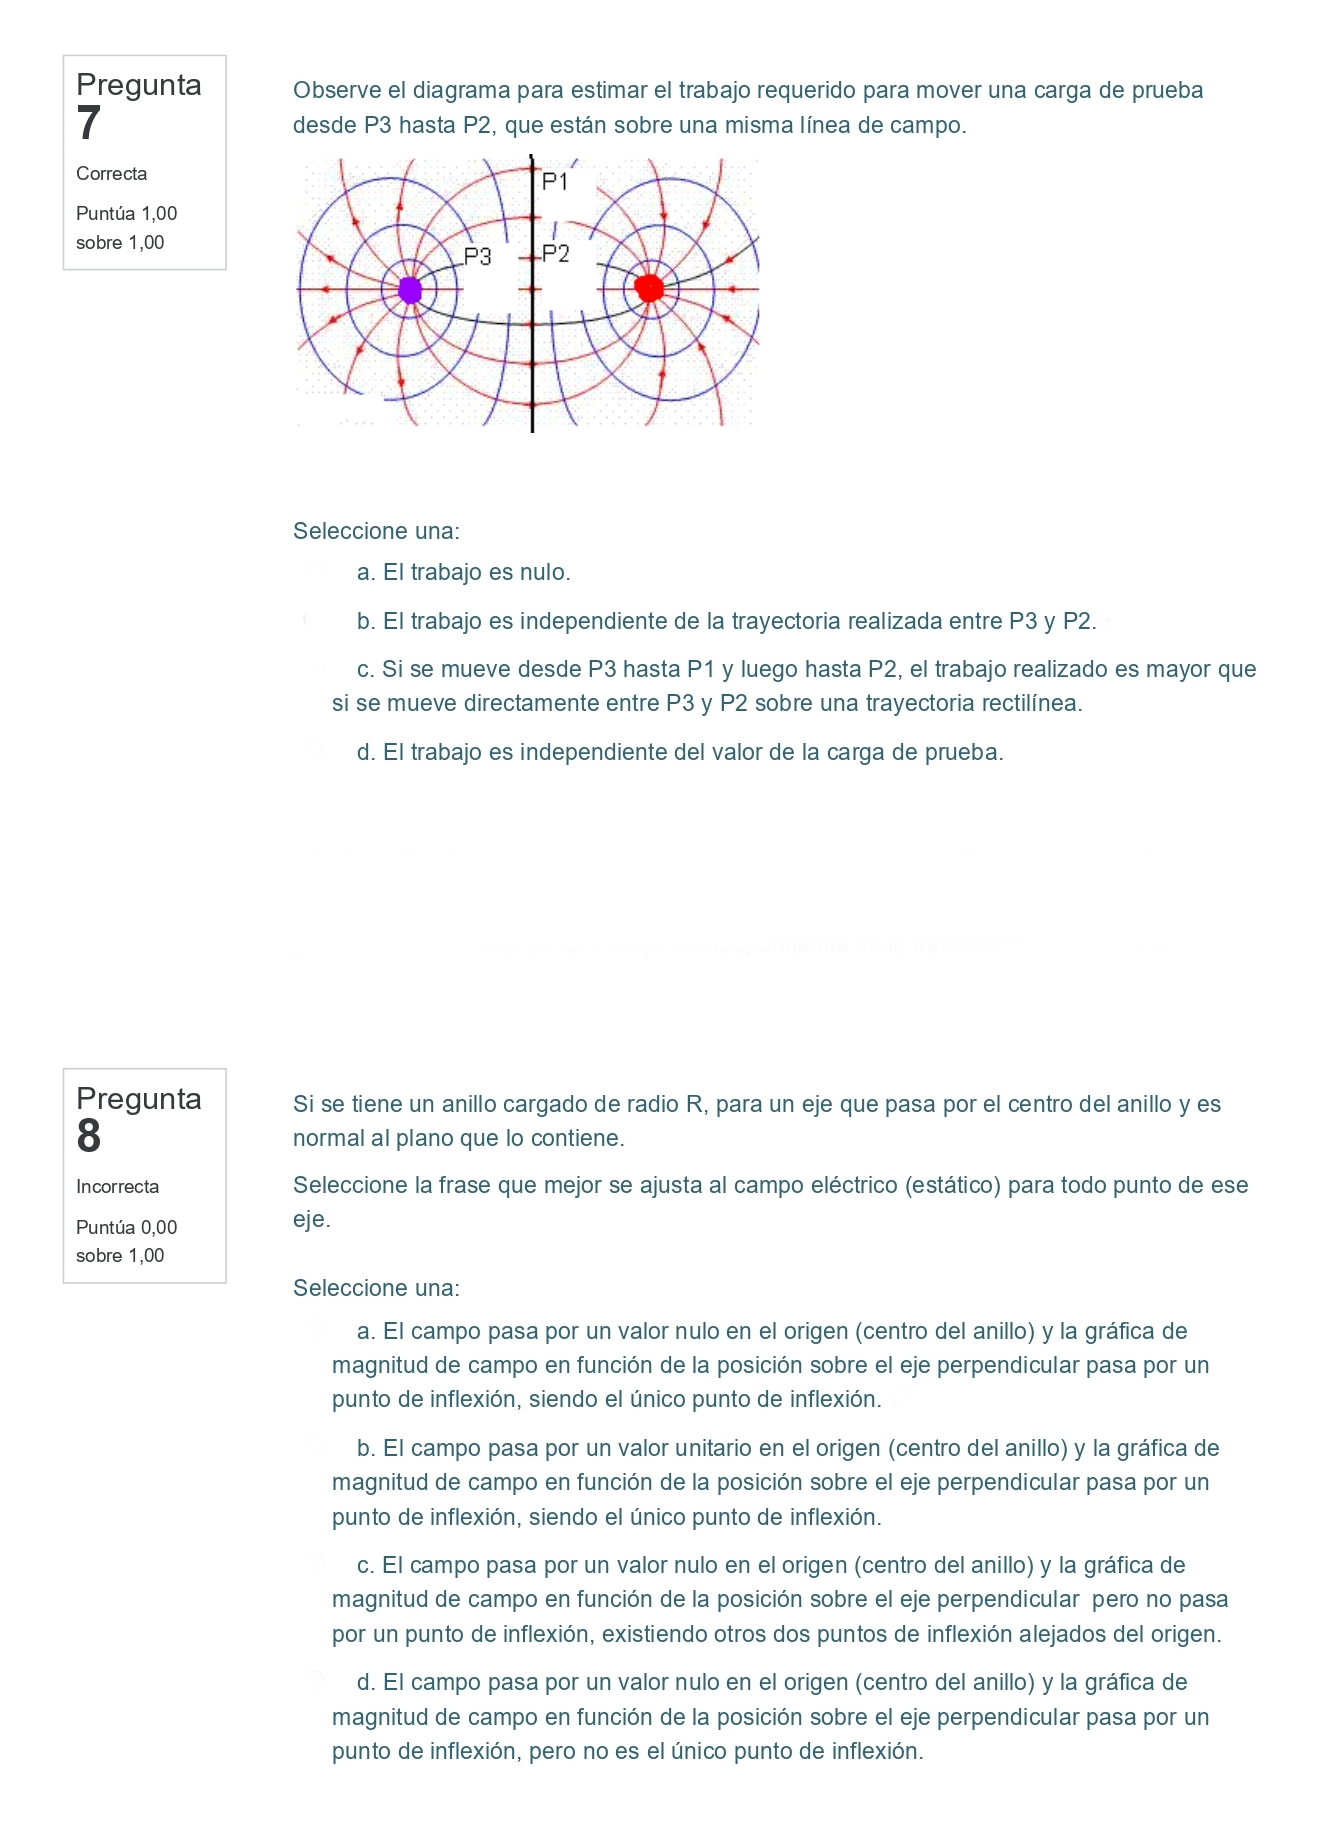 Pregunta
7
Correcta
Puntúa 1,00
sobre 1,00
Observe el diagrama para estimar el trabajo requerido para mover una carga de prueba
desde P3 hasta P2, que están sobre una misma línea de campo.
P1
P3
P2
Seleccione una:
a. El trabajo es nulo.
b. El trabajo es independiente de la trayectoria realizada entre P3 y P2.
c. Si se mueve desde P3 hasta P1 y luego hasta P2, el trabajo realizado es mayor que
si se mueve directamente entre P3 y P2 sobre una trayectoria rectilínea.
d. El trabajo es independiente del valor de la carga de prueba.
Pregunta
8
Incorrecta
Puntúa 0,00
sobre 1,00
Si se tiene un anillo cargado de radio R, para un eje que pasa por el centro del anillo y es
normal al plano que lo contiene.
Seleccione la frase que mejor se ajusta al campo eléctrico (estático) para todo punto de ese
eje.
Seleccione una:
a. El campo pasa por un valor nulo en el origen (centro del anillo) y la gráfica de
magnitud de campo en función de la posición sobre el eje perpendicular pasa por un
punto de inflexión, siendo el único punto de inflexión.
b. El campo pasa por un valor unitario en el origen (centro del anillo) y la gráfica de
magnitud de campo en función de la posición sobre el eje perpendicular pasa por un
punto de inflexión, siendo el único punto de inflexión.
c. El campo pasa por un valor nulo en el origen (centro del anillo) y la gráfica de
magnitud de campo en función de la posición sobre el eje perpendicular pero no pasa
por un punto de inflexión, existiendo otros dos puntos de inflexión alejados del origen.
d. El campo pasa por un valor nulo en el origen (centro del anillo) y la gráfica de
magnitud de campo en función de la posición sobre el eje perpendicular pasa por un
punto de inflexión, pero no es el único punto de inflexión.